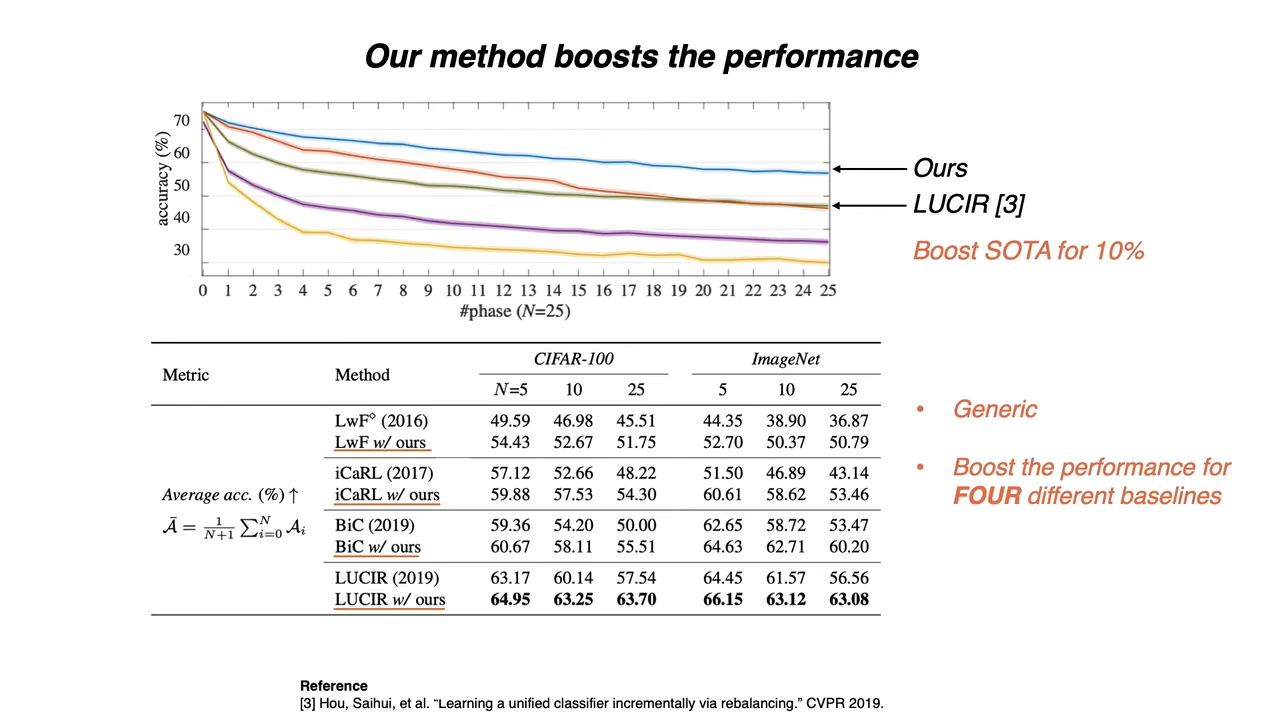 Our method boosts the performance
accuracy (%)
70
60
50
40
30
0 1 2 3 4 5 6 7 8 9 10 11 12 13 14 15 16 17 18 19 20 21 22 23 24 25
#phase (N=25)
Ours
LUCIR [3]
Boost SOTA for 10%
Metric Method CIFAR-100 ImageNet
N=5 10 25 5 10 25
LwF◇ (2016) 49.59 46.98 45.51 44.35 38.90 36.87
LwF w/ ours 54.43 52.67 51.75 52.70 50.37 50.79
iCaRL (2017) 57.12 52.66 48.22 51.50 46.89 43.14
iCaRL w/ ours 59.88 57.53 54.30 60.61 58.62 53.46
BiC (2019) 59.36 54.20 50.00 62.65 58.72 53.47
BiC w/ ours 60.67 58.11 55.51 64.63 62.71 60.20
LUCIR (2019) 63.17 60.14 57.54 64.45 61.57 56.56
LUCIR w/ ours 64.95 63.25 63.70 66.15 63.12 63.08
Average acc. (%) ↑
Ā = 1/(N+1) ∑_{i=0}^{N} A_i
• Generic
• Boost the performance for
FOUR different baselines
Reference
[3] Hou, Saihui, et al. “Learning a unified classifier incrementally via rebalancing.” CVPR 2019.